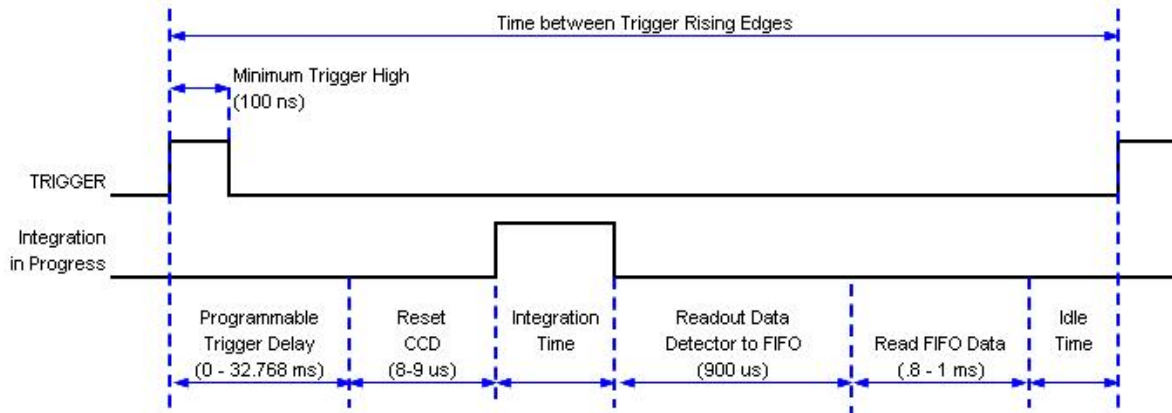 Time between Trigger Rising Edges
Minimum Trigger High
(100 ns)
TRIGGER
Integration
in Progress
Programmable
Trigger Delay
(0 - 32.768 ms)
Reset
CCD
(8-9 us)
Integration
Time
Readout Data
Detector to FIFO
(900 us)
Read FIFO Data
(.8 - 1 ms)
Idle
Time